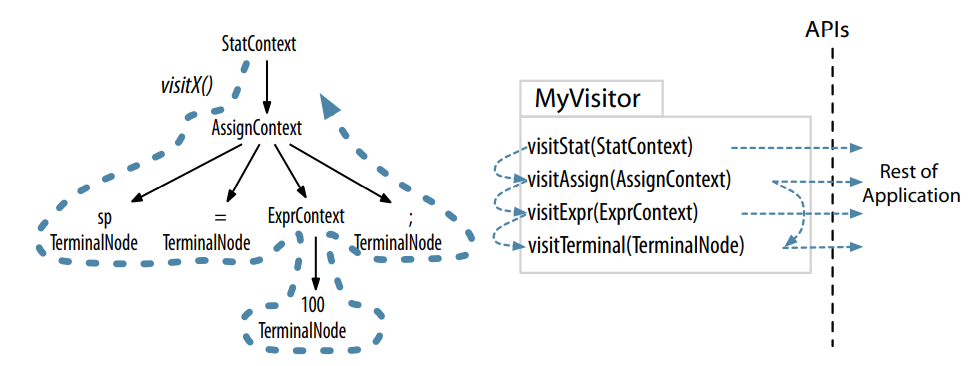 StatContext
visitX()
AssignContext
sp
TerminalNode
=
TerminalNode
ExprContext
;
TerminalNode
100
TerminalNode
APIs
MyVisitor
visitStat(StatContext)
visitAssign(AssignContext)
visitExpr(ExprContext)
visitTerminal(TerminalNode)
Rest of
Application